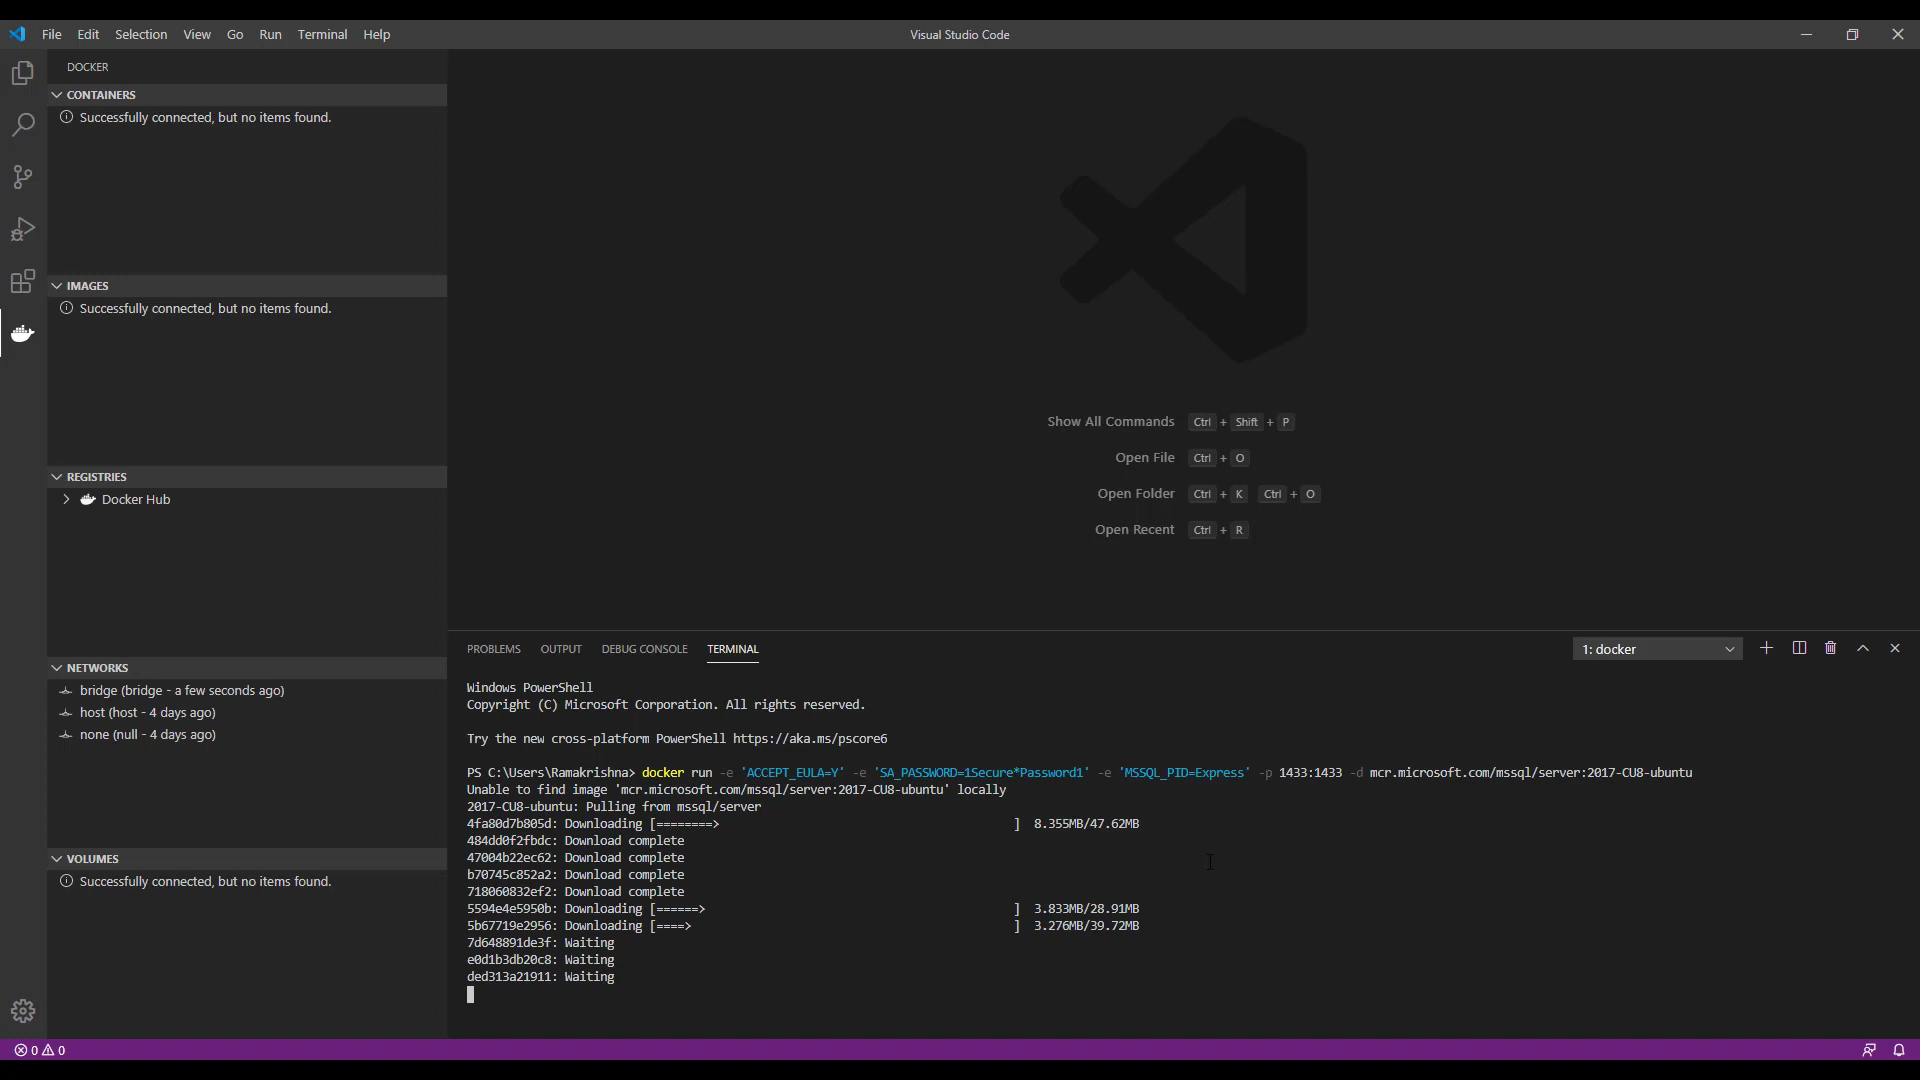 File Edit Selection View Go Run Terminal Help
Visual Studio Code
DOCKER
CONTAINERS
Successfully connected, but no items found.
IMAGES
Successfully connected, but no items found.
REGISTRIES
Docker Hub
NETWORKS
bridge (bridge - a few seconds ago)
host (host - 4 days ago)
none (null - 4 days ago)
VOLUMES
Successfully connected, but no items found.
Show All Commands Ctrl + Shift + P
Open File Ctrl + O
Open Folder Ctrl + K Ctrl + O
Open Recent Ctrl + R
PROBLEMS OUTPUT DEBUG CONSOLE TERMINAL
1: docker
Windows PowerShell
Copyright (C) Microsoft Corporation. All rights reserved.
Try the new cross-platform PowerShell https://aka.ms/pscore6
PS C:\Users\Ramakrishna> docker run -e 'ACCEPT_EULA=Y' -e 'SA_PASSWORD=1Secure*Password1' -e 'MSSQL_PID=Express' -p 1433:1433 -d mcr.microsoft.com/mssql/server:2017-CU8-ubuntu
Unable to find image 'mcr.microsoft.com/mssql/server:2017-CU8-ubuntu' locally
2017-CU8-ubuntu: Pulling from mssql/server
4fa80d7b805d: Downloading [========> ] 8.355MB/47.62MB
484dd0f2fbdc: Download complete
47004b22ec62: Download complete
b70745c852a2: Download complete
718060832ef2: Download complete
5594e4e5950b: Downloading [======> ] 3.833MB/28.91MB
5b67719e2956: Downloading [====> ] 3.276MB/39.72MB
7d648891de3f: Waiting
e0d1b3db20c8: Waiting
ded313a21911: Waiting
0 0